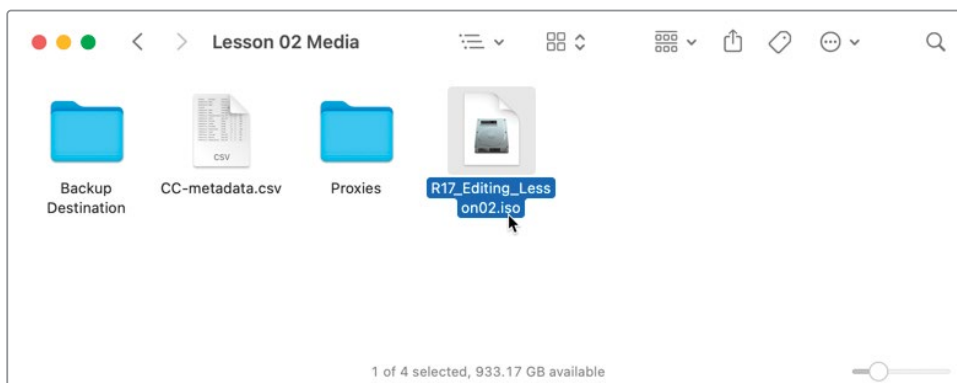 Lesson 02 Media
CSV
Backup
Destination
CC-metadata.csv
Proxies
R17_Editing_Less
on02.iso
1 of 4 selected, 933.17 GB available